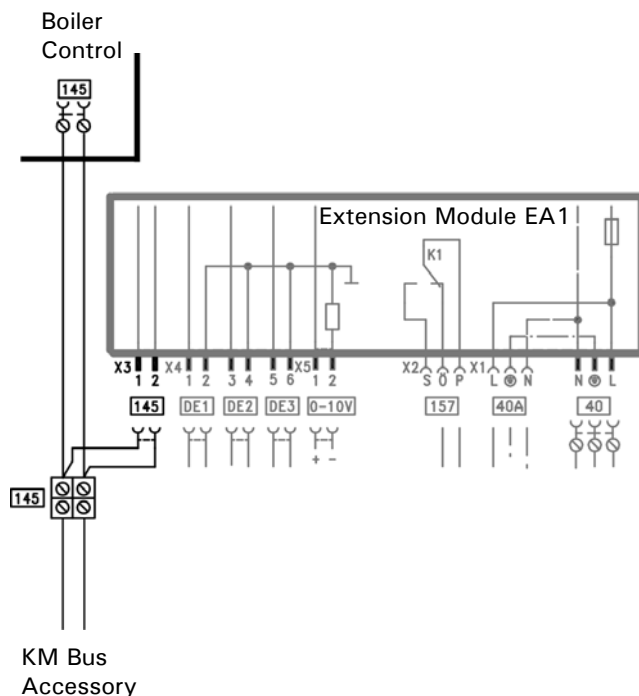 Boiler
Control
145
Extension Module EA1
K1
X3 1 2 X4 1 2 3 4 5 6 X5 1 2 X2 S Ö P X1 L N N L
145 DE1 DE2 DE3 0-10V 157 40A 40
+ -
145
KM Bus
Accessory